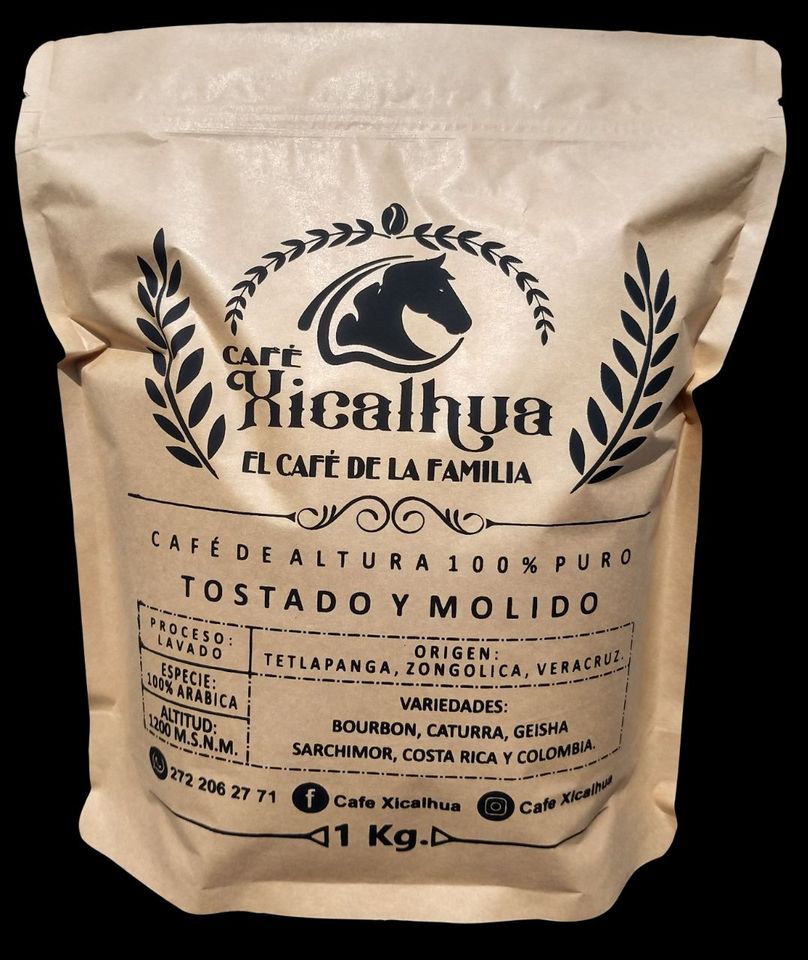 CAFÉ
Xicalhua
EL CAFÉ DE LA FAMILIA
CAFÉ DE ALTURA 100% PURO
TOSTADO Y MOLIDO
PROCESO:
LAVADO
ESPECIE:
100% ARABICA
ALTITUD:
1200 M.S.N.M.
ORIGEN:
TETLAPANGA, ZONGOLICA, VERACRUZ.
VARIEDADES:
BOURBON, CATURRA, GEISHA
SARCHIMOR, COSTA RICA Y COLOMBIA.
272 206 27 71 Cafe Xicalhua Cafe Xicalhua
1 Kg.